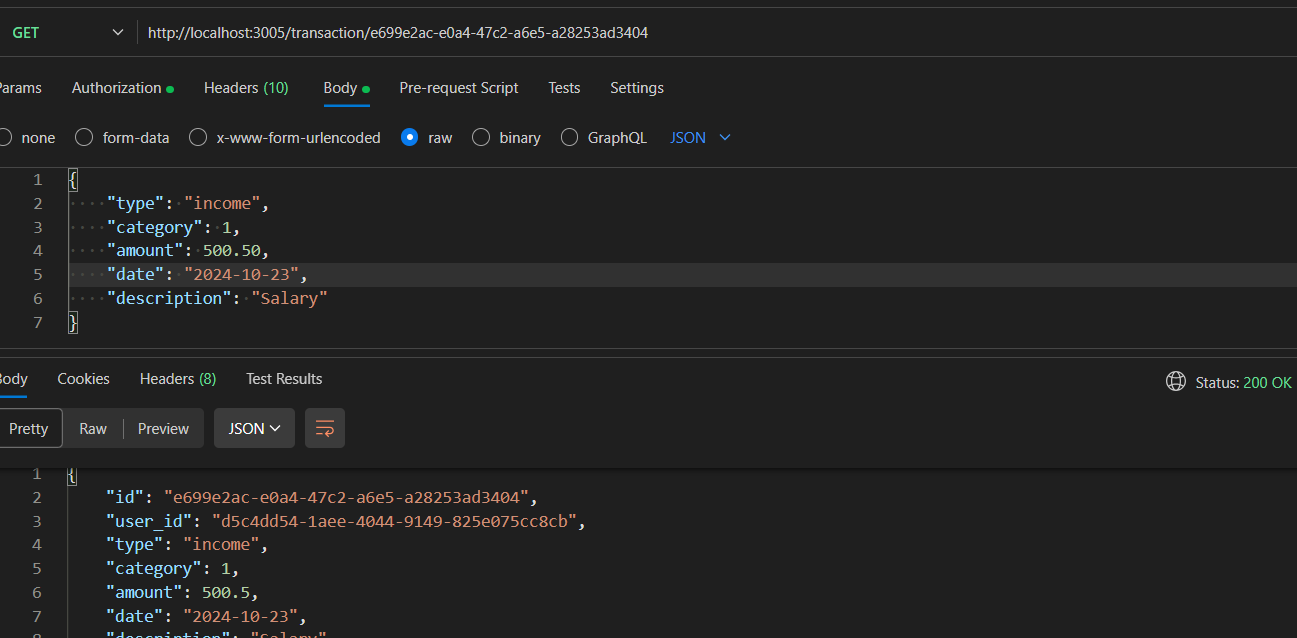 GET http://localhost:3005/transaction/e699e2ac-e0a4-47c2-a6e5-a28253ad3404
Params Authorization Headers (10) Body Pre-request Script Tests Settings
none form-data x-www-form-urlencoded raw binary GraphQL JSON
1 {
2 "type": "income",
3 "category": 1,
4 "amount": 500.50,
5 "date": "2024-10-23",
6 "description": "Salary"
7 }
Body Cookies Headers (8) Test Results Status: 200 OK
Pretty Raw Preview JSON
1 {
2 "id": "e699e2ac-e0a4-47c2-a6e5-a28253ad3404",
3 "user_id": "d5c4dd54-1aee-4044-9149-825e075cc8cb",
4 "type": "income",
5 "category": 1,
6 "amount": 500.5,
7 "date": "2024-10-23",
8 "description": "Salary"